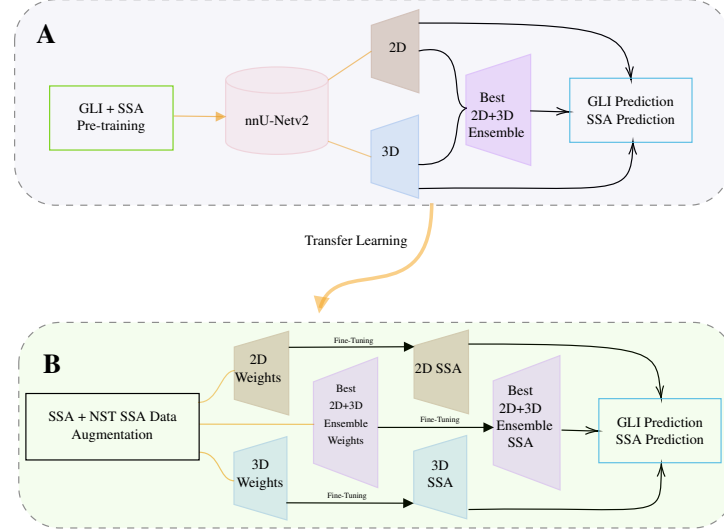 A
2D
GLI + SSA
Pre-training
nnU-Netv2
Best
2D+3D
Ensemble
GLI Prediction
SSA Prediction
3D
Transfer Learning
B
2D
Weights
Fine-Tuning
2D SSA
SSA + NST SSA Data
Augmentation
Best
2D+3D
Ensemble
Weights
Fine-Tuning
Best
2D+3D
Ensemble
SSA
GLI Prediction
SSA Prediction
3D
Weights
Fine-Tuning
3D
SSA